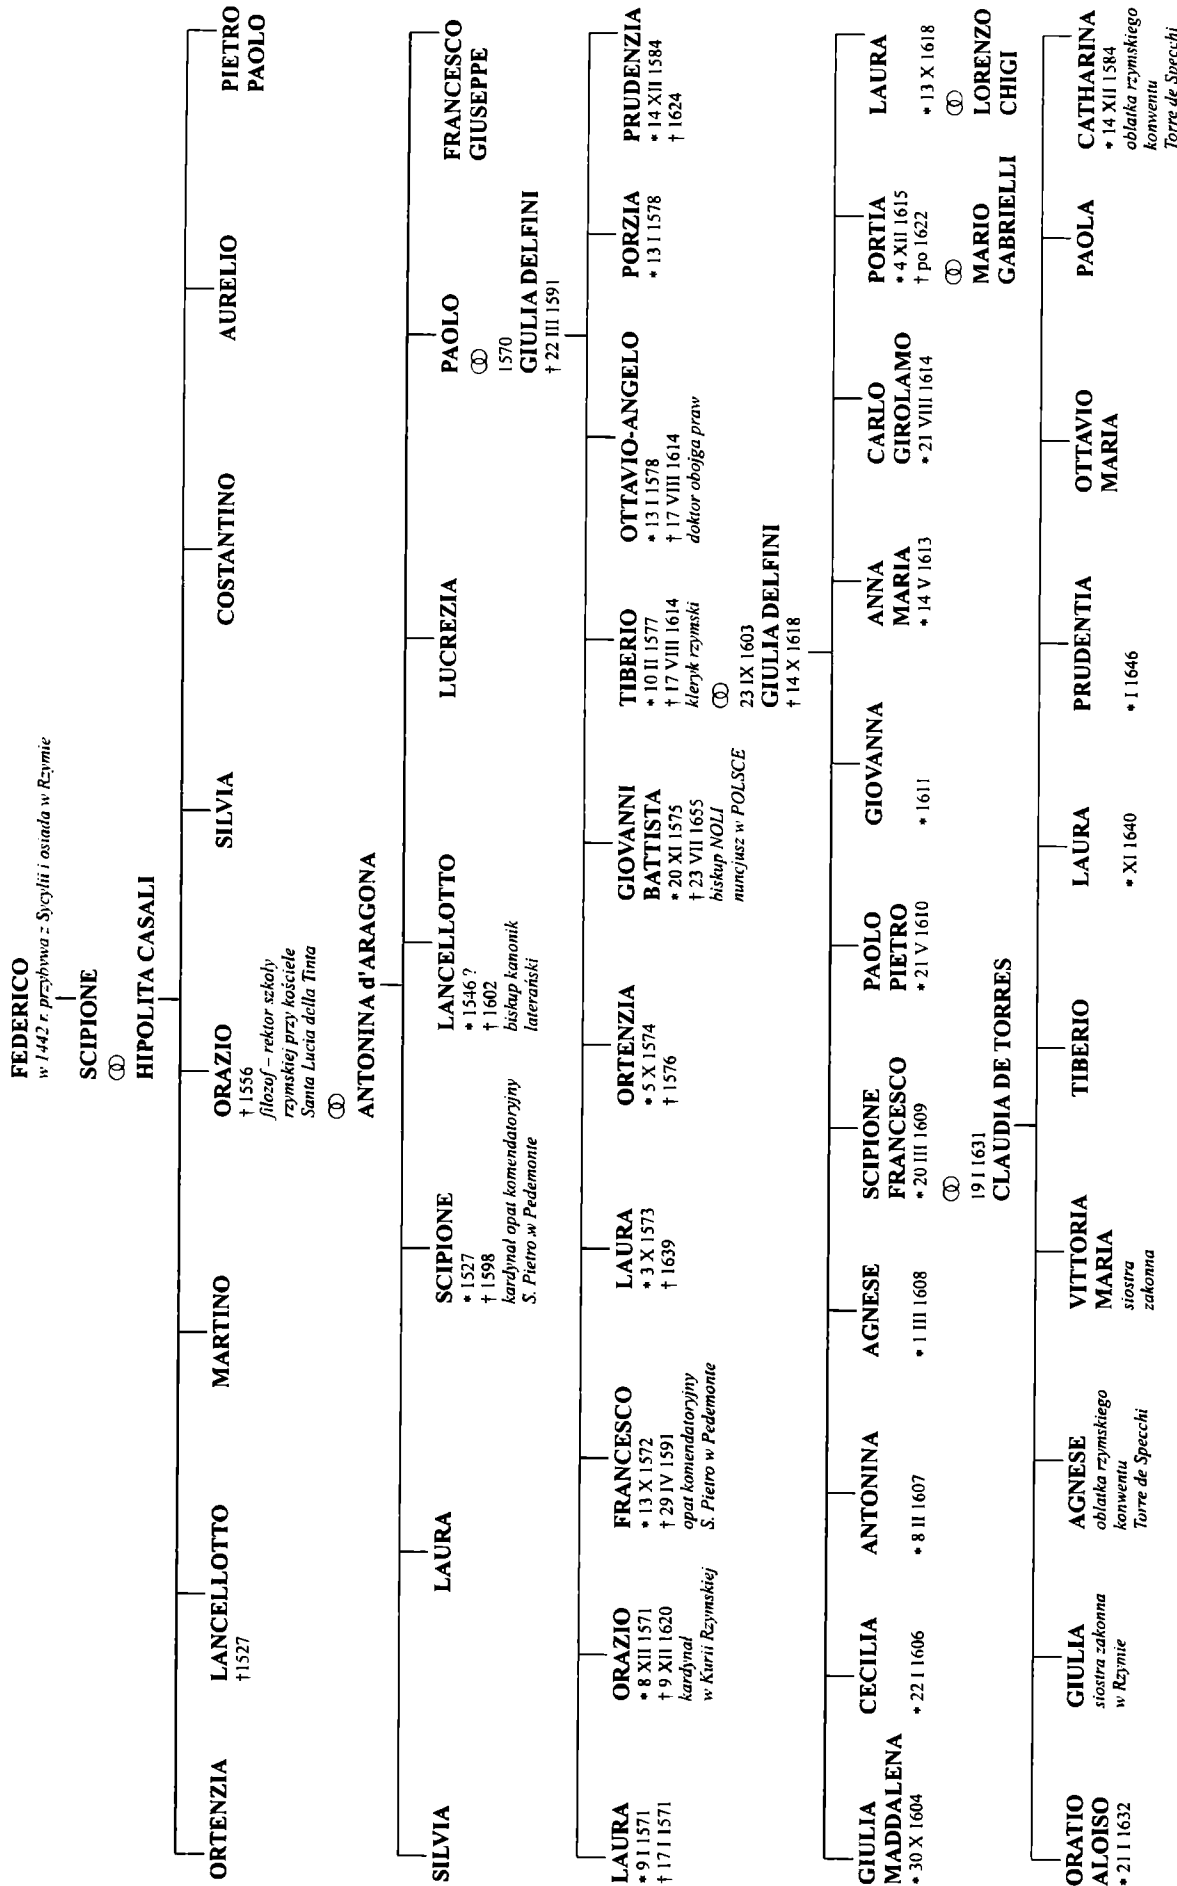 FEDERICO
w 1442 r. przybywa z Sycylii i osiada w Rzymie
SCIPIONE
HIPOLITA CASALI
ORTENZIA
LANCELLOTTO
†1527
MARTINO
ORAZIO
† 1556
filozof – rektor szkoły
rzymskiej przy kościele
Santa Lucia della Tinta
ANTONINA d'ARAGONA
SILVIA
COSTANTINO
AURELIO
PIETRO
PAOLO
SILVIA
LAURA
SCIPIONE
* 1527
† 1598
kardynał opat komendatoryjny
S. Pietro w Pedemonte
LANCELLOTTO
* 1546 ?
† 1602
biskup kanonik
laterański
LUCREZIA
PAOLO
1570
GIULIA DELFINI
† 22 III 1591
FRANCESCO
GIUSEPPE
LAURA
* 9 I 1571
† 17 I 1571
ORAZIO
* 8 XII 1571
† 9 XII 1620
kardynał
w Kurii Rzymskiej
FRANCESCO
* 13 X 1572
† 29 IV 1591
opat komendatoryjny
S. Pietro w Pedemonte
LAURA
* 3 X 1573
† 1639
ORTENZIA
* 5 X 1574
† 1576
GIOVANNI
BATTISTA
* 20 XI 1575
† 23 VII 1655
biskup NOLI
nuncjusz w POLSCE
TIBERIO
* 10 II 1577
† 17 VIII 1614
kleryk rzymski
23 IX 1603
GIULIA DELFINI
† 14 X 1618
OTTAVIO-ANGELO
* 13 I 1578
† 17 VIII 1614
doktor obojga praw
PORZIA
* 13 I 1578
PRUDENZIA
* 14 XII 1584
† 1624
GIULIA
MADDALENA
* 30 X 1604
CECILIA
* 22 I 1606
ANTONINA
* 8 II 1607
AGNESE
* 1 III 1608
SCIPIONE
FRANCESCO
* 20 III 1609
19 I 1631
CLAUDIA DE TORRES
PAOLO
PIETRO
* 21 V 1610
GIOVANNA
* 1611
ANNA
MARIA
* 14 V 1613
CARLO
GIROLAMO
* 21 VIII 1614
PORTIA
* 4 XII 1615
† po 1622
MARIO
GABRIELLI
LAURA
* 13 X 1618
LORENZO
CHIGI
ORATIO
ALOISO
* 21 I 1632
GIULIA
siostra zakonna
w Rzymie
AGNESE
oblatka rzymskiego
konwentu
Torre de Specchi
VITTORIA
MARIA
siostra
zakonna
TIBERIO
LAURA
* XI 1640
PRUDENTIA
* I 1646
OTTAVIO
MARIA
PAOLA
CATHARINA
* 14 XII 1584
oblatka rzymskiego
konwentu
Torre de Specchi